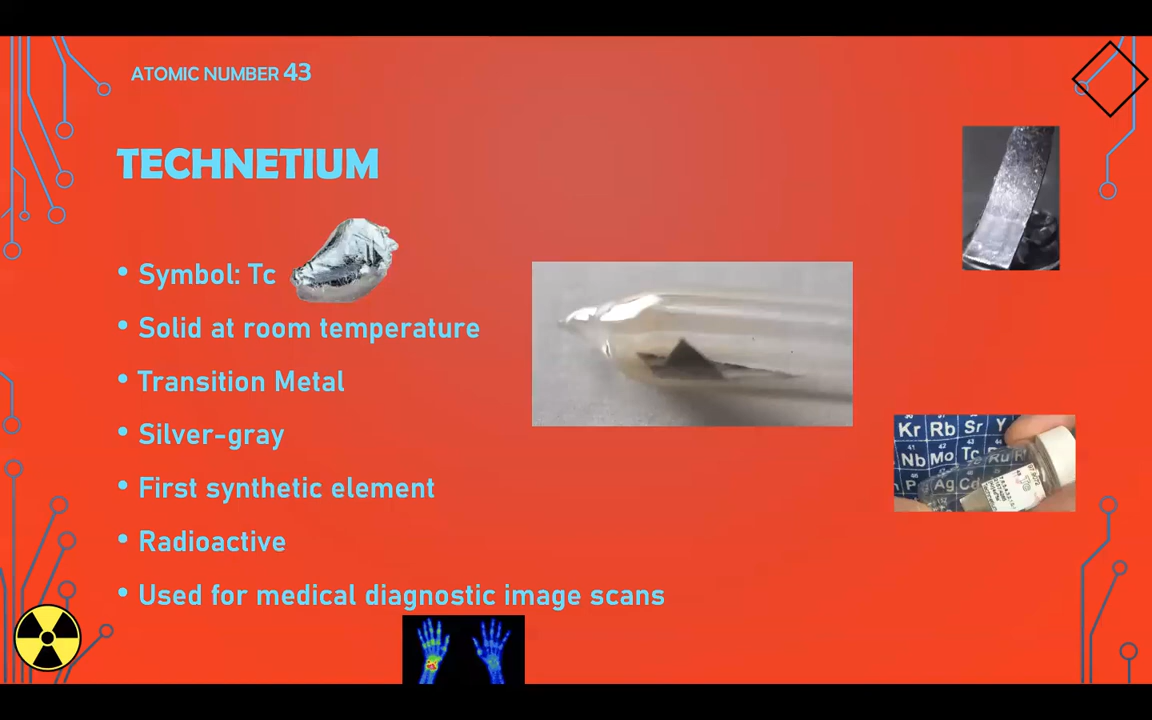 ATOMIC NUMBER 43
TECHNETIUM
• Symbol: Tc
• Solid at room temperature
• Transition Metal
• Silver-gray
• First synthetic element
• Radioactive
• Used for medical diagnostic image scans
Kr Rb Sr Y
Nb Mo Tc Ru
Ag Cd